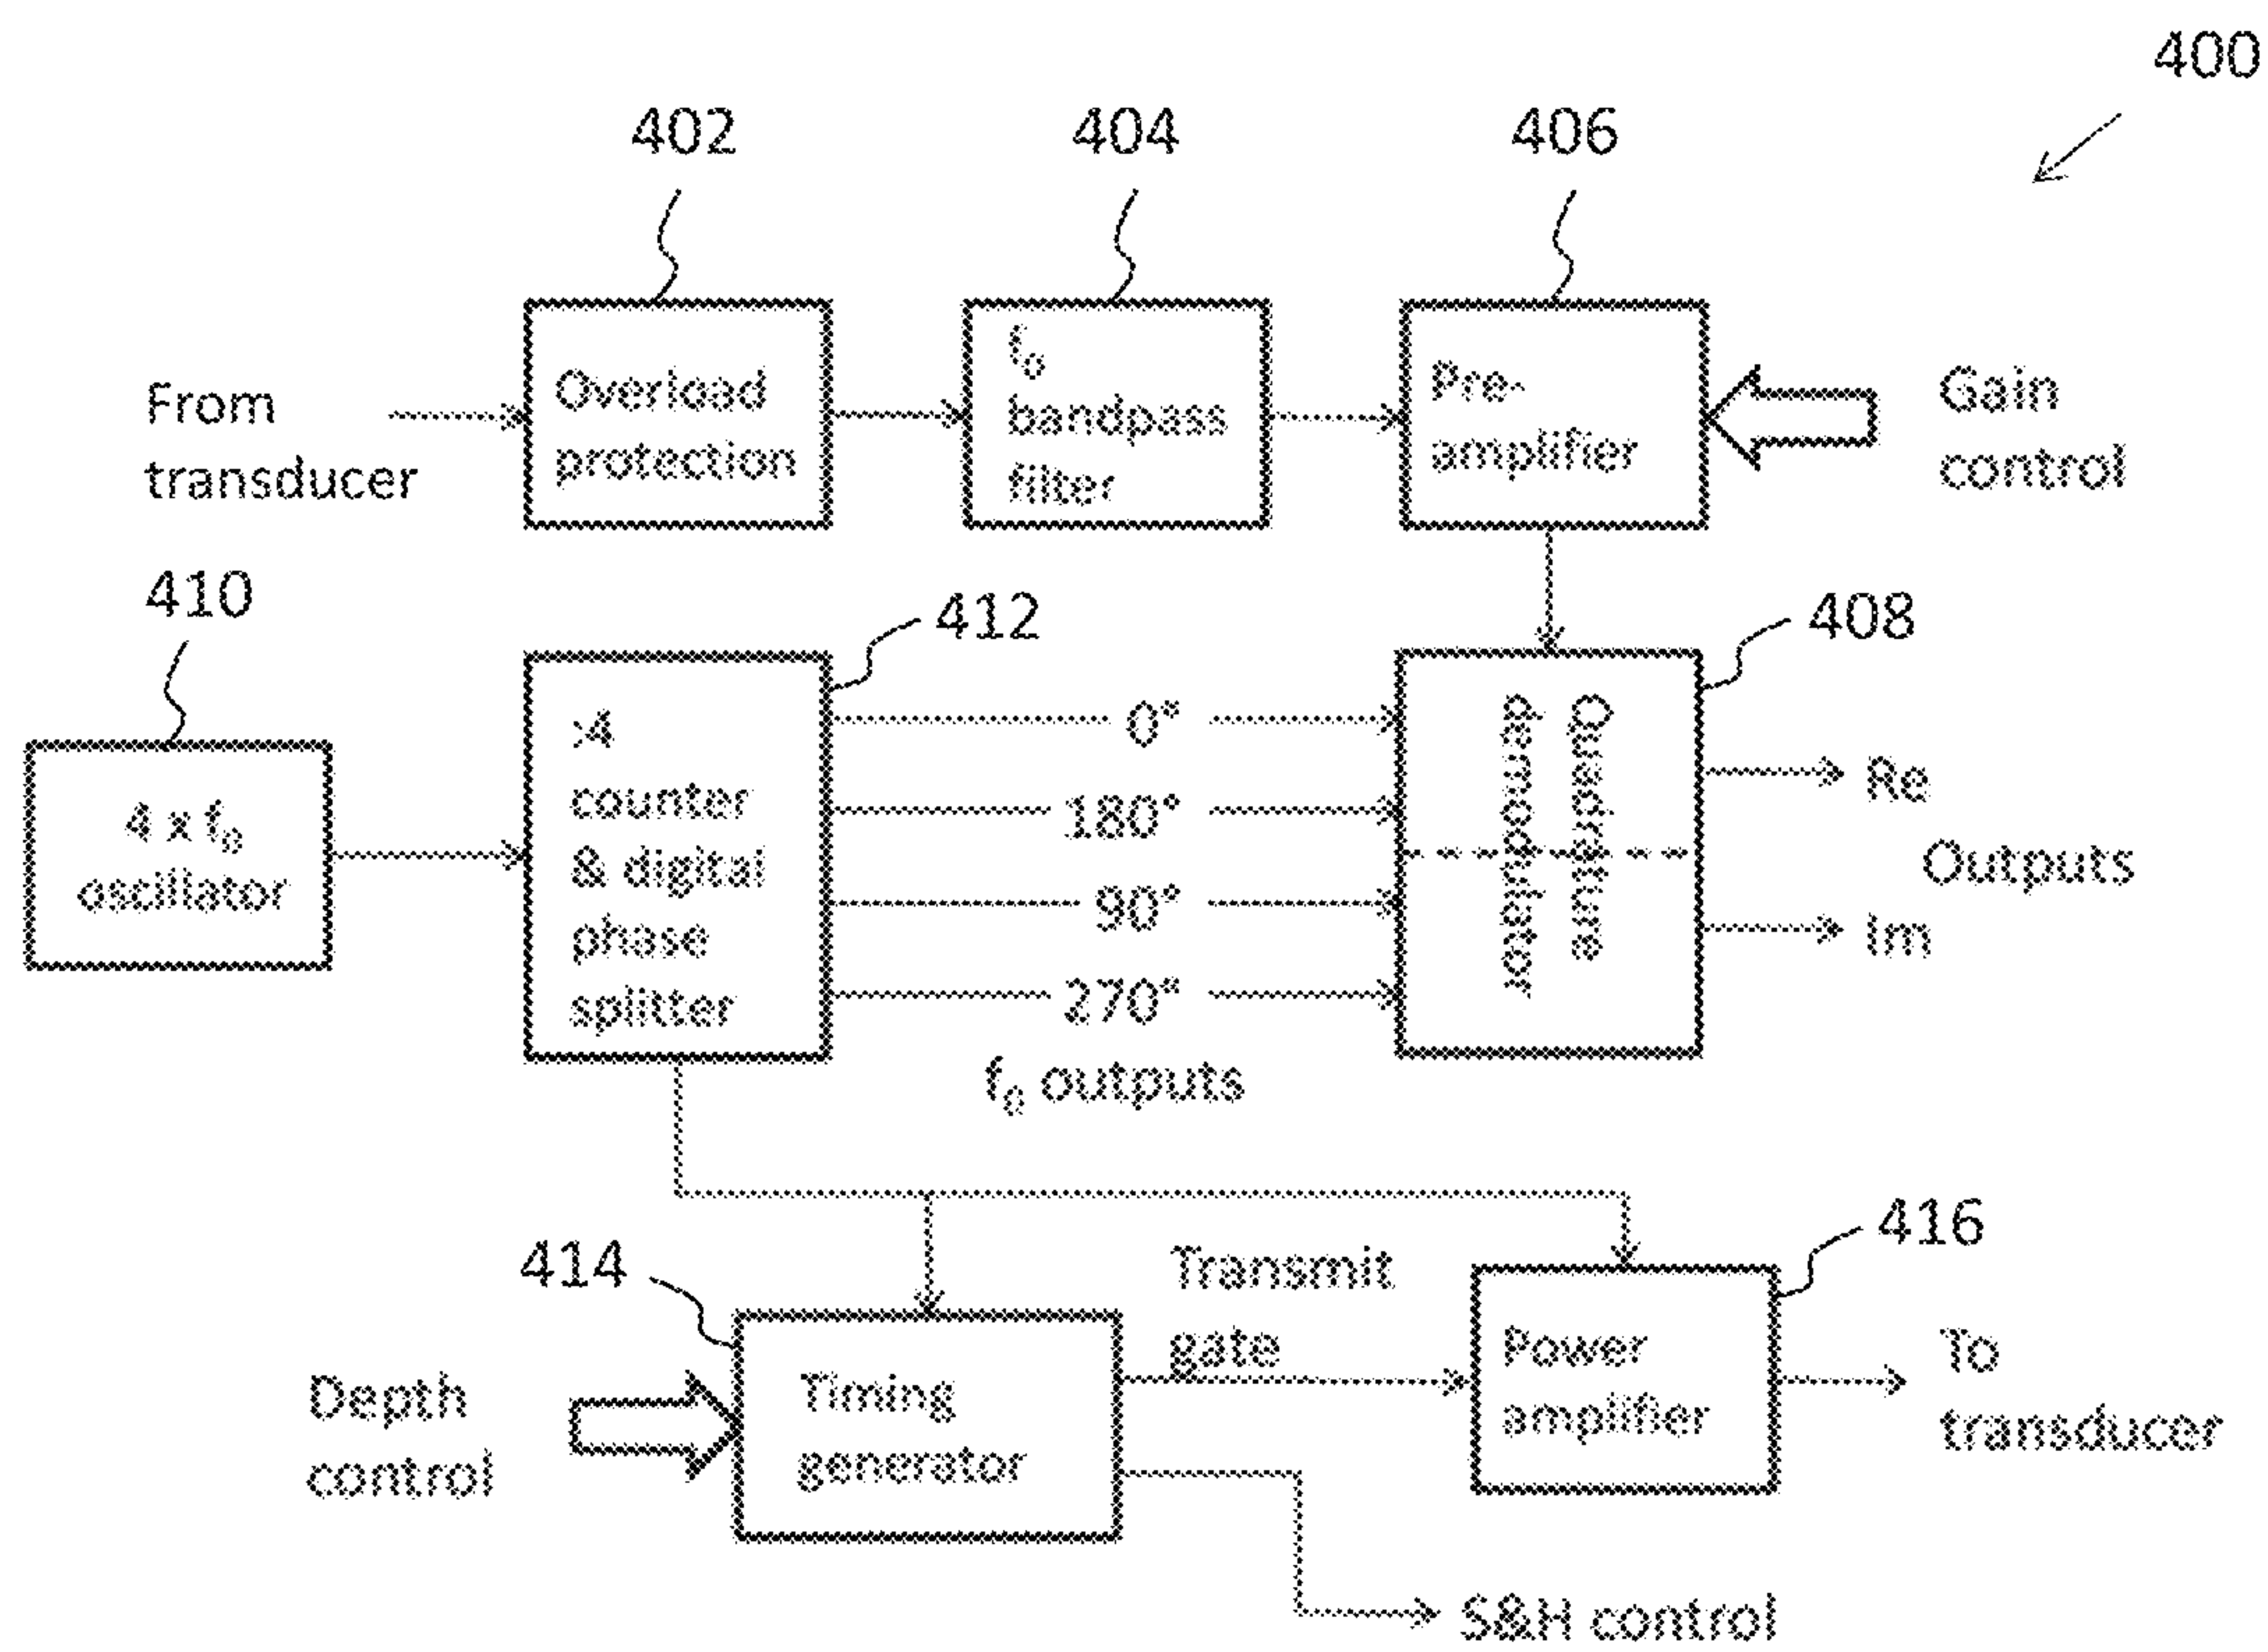 400
402
404
406
From
transducer
Overload
protection
f₀
bandpass
filter
Pre-
amplifier
Gain
control
410
412
408
4 x f₀
oscillator
:4
counter
& digital
phase
splitter
0°
180°
90°
270°
f₀ outputs
Quadrature
demodulator
Re
Outputs
Im
414
416
Depth
control
Timing
generator
Transmit
gate
Power
amplifier
To
transducer
S&H control